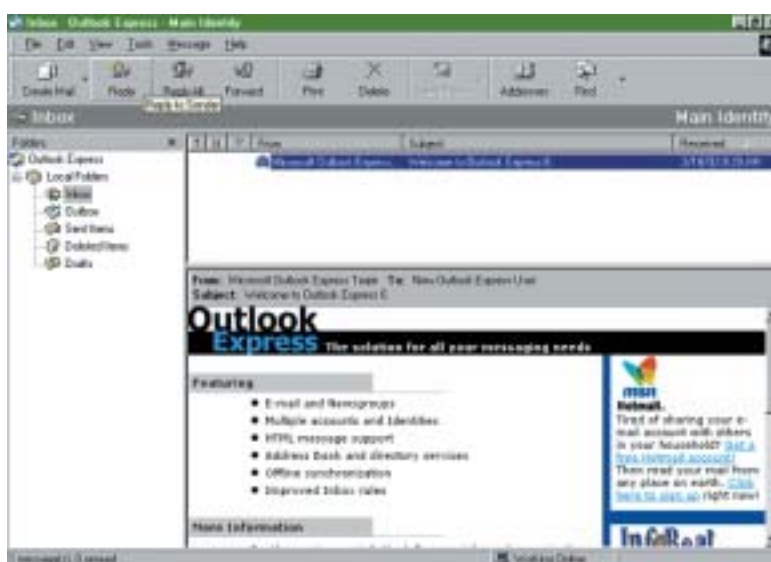 Inbox - Outlook Express - Main Identity
File Edit View Tools Message Help
Create Mail Reply Reply All Forward Print Delete Addresses Find
Reply to Sender
Inbox Main Identity
Folders
From Subject Received
Outlook Express
Local Folders
Inbox
Outbox
Sent Items
Deleted Items
Drafts
Microsoft Outlook Express... Welcome to Outlook Express 6
From: Microsoft Outlook Express Team To: New Outlook Express User
Subject: Welcome to Outlook Express 6
Outlook
Express The solution for all your messaging needs
Featuring
E-mail and Newsgroups
Multiple accounts and Identities
HTML message support
Address Book and directory services
Offline synchronization
Improved Inbox rules
More Information
msn
Hotmail.
Tired of sharing your e-
mail account with others
in your household? Get a
free Hotmail account!
Then read your mail from
any place on earth. Click
here to sign up right now!
InfoBeat
1 message(s), 0 unread Working Online